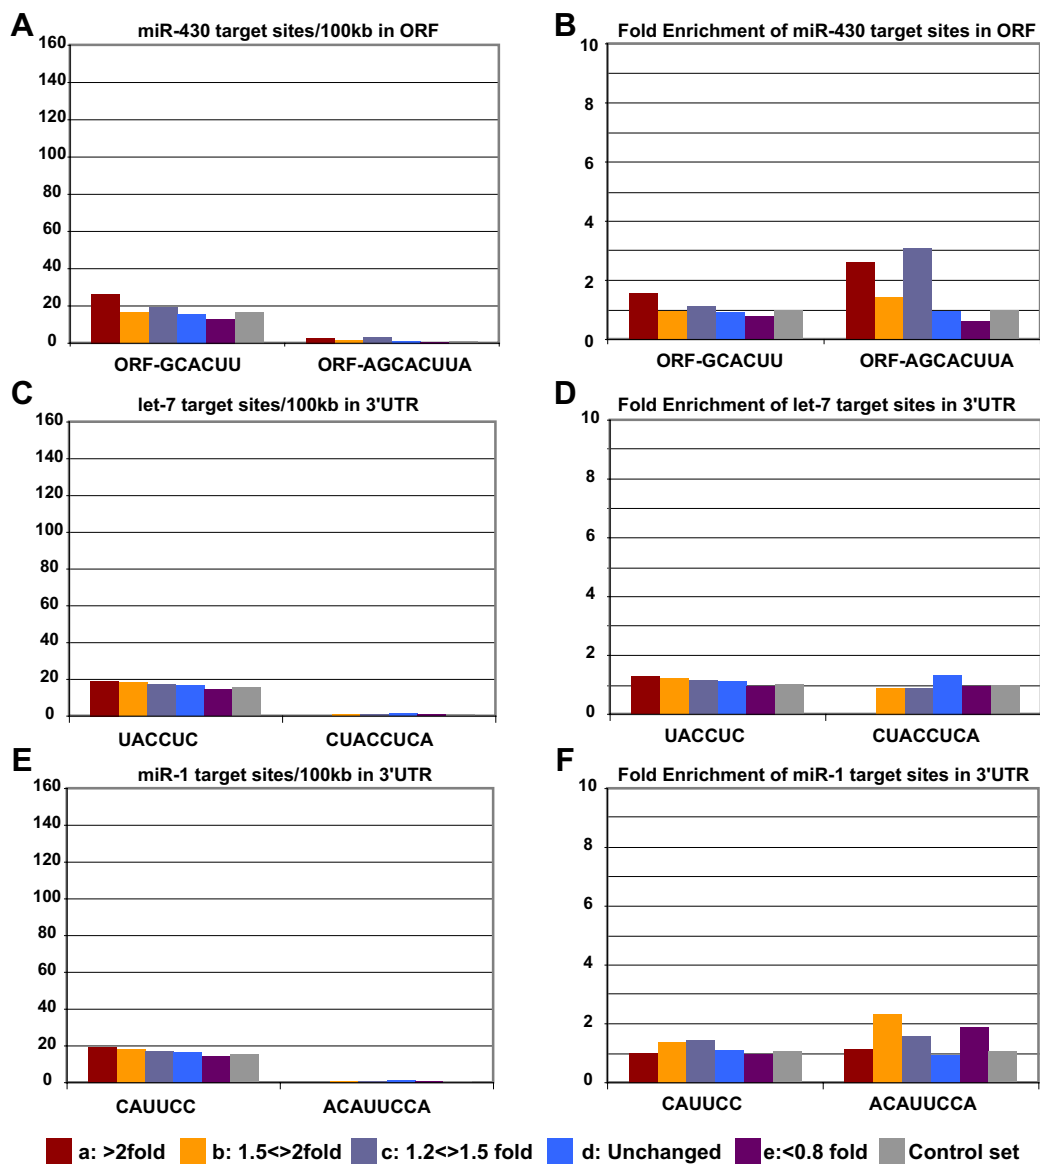 A
miR-430 target sites/100kb in ORF
160
140
120
100
80
60
40
20
0
ORF-GCACUU
ORF-AGCACUUA
B
Fold Enrichment of miR-430 target sites in ORF
10
8
6
4
2
0
ORF-GCACUU
ORF-AGCACUUA
C
let-7 target sites/100kb in 3'UTR
160
140
120
100
80
60
40
20
0
UACCUC
CUACCUCA
D
Fold Enrichment of let-7 target sites in 3'UTR
10
8
6
4
2
0
UACCUC
CUACCUCA
E
miR-1 target sites/100kb in 3'UTR
160
140
120
100
80
60
40
20
0
CAUUCC
ACAUUCCA
F
Fold Enrichment of miR-1 target sites in 3'UTR
10
8
6
4
2
0
CAUUCC
ACAUUCCA
a: >2fold b: 1.5<>2fold c: 1.2<>1.5 fold d: Unchanged e:<0.8 fold Control set